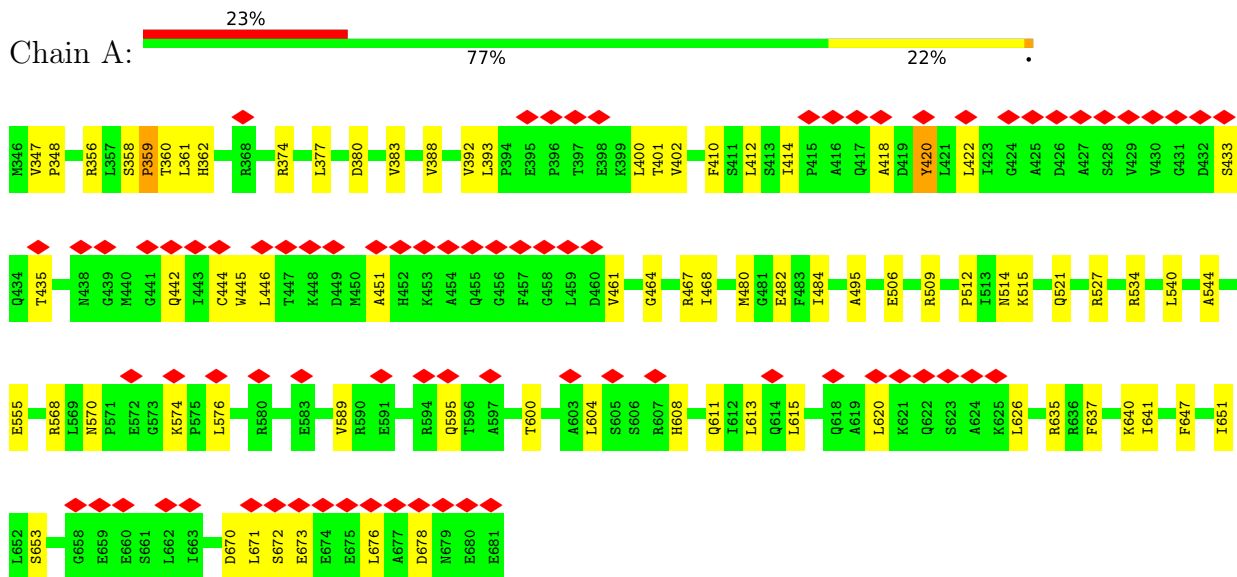 23%
Chain A:
77%
22%
•
M346 V347 P348 R356 L357 S358 P359 T360 L361 H362 R368 R374 L377 D380 V383 V388 V392 L393 P394 E395 P396 T397 E398 K399 L400 T401 V402 F410 S411 L412 S413 I414 P415 A416 Q417 A418 D419 Y420 L421 L422 I423 G424 A425 D426 A427 S428 V429 V430 G431 D432 S433
Q434 T435 N438 G439 M440 G441 Q442 I443 C444 W445 L446 T447 K448 D449 M450 A451 H452 K453 A454 Q455 G456 F457 G458 L459 D460 V461 G464 R467 I468 M480 G481 E482 F483 I484 A495 E506 R509 P512 I513 N514 K515 Q521 R527 R534 L540 A544
E555 R568 L569 N570 P571 E572 G573 K574 P575 L576 R580 E583 V589 R590 E591 R594 Q595 T596 A597 T600 A603 L604 S605 S606 R607 H608 Q611 I612 L613 Q614 L615 Q618 A619 L620 K621 Q622 S623 A624 K625 L626 R635 R636 F637 K640 I641 F647 I651
L652 S653 G658 E659 E660 S661 L662 I663 D670 L671 S672 E673 E674 E675 L676 A677 D678 N679 E680 E681